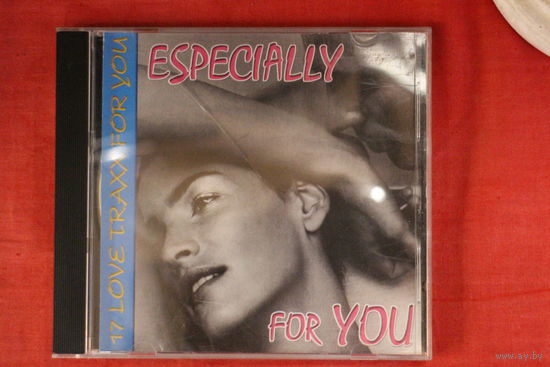 ESPECIALLY
17 LOVE TRAXX FOR YOU
FOR YOU
www.ay.by